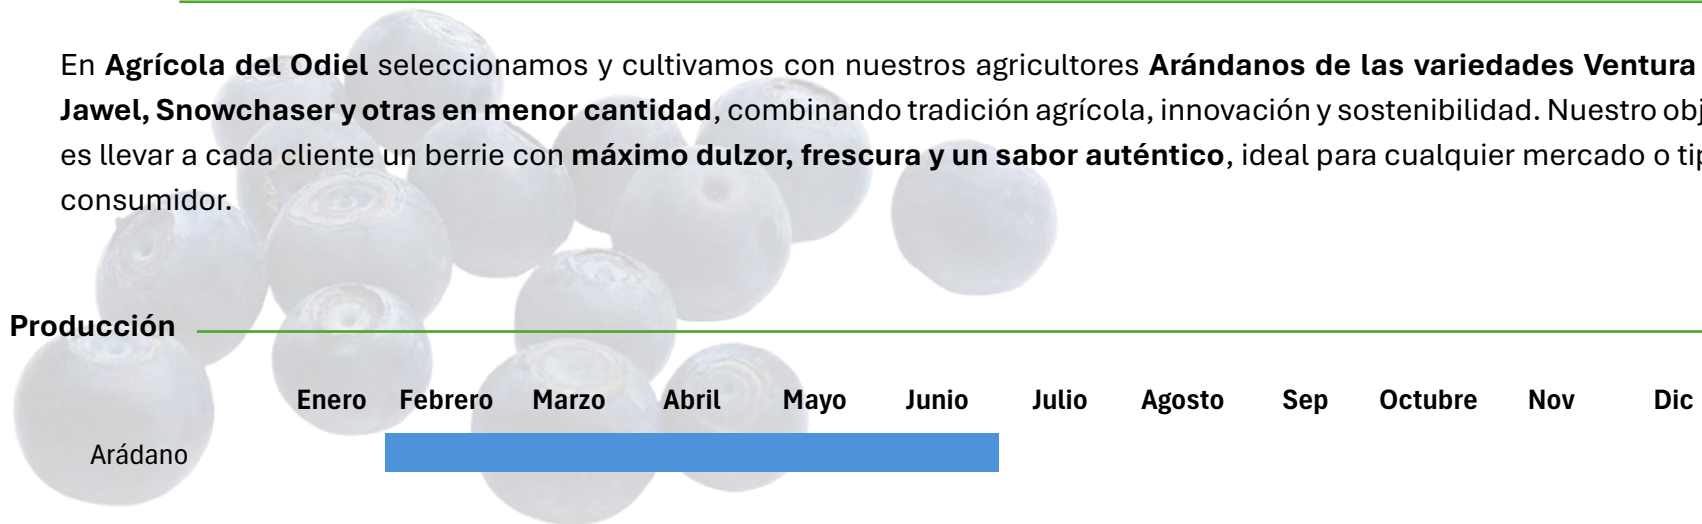 En Agrícola del Odiel seleccionamos y cultivamos con nuestros agricultores Arándanos de las variedades Ventura
Jawel, Snowchaser y otras en menor cantidad, combinando tradición agrícola, innovación y sostenibilidad. Nuestro obj
es llevar a cada cliente un berrie con máximo dulzor, frescura y un sabor auténtico, ideal para cualquier mercado o tip
consumidor.
Producción
Enero Febrero Marzo Abril Mayo Junio Julio Agosto Sep Octubre Nov Dic
Arádano